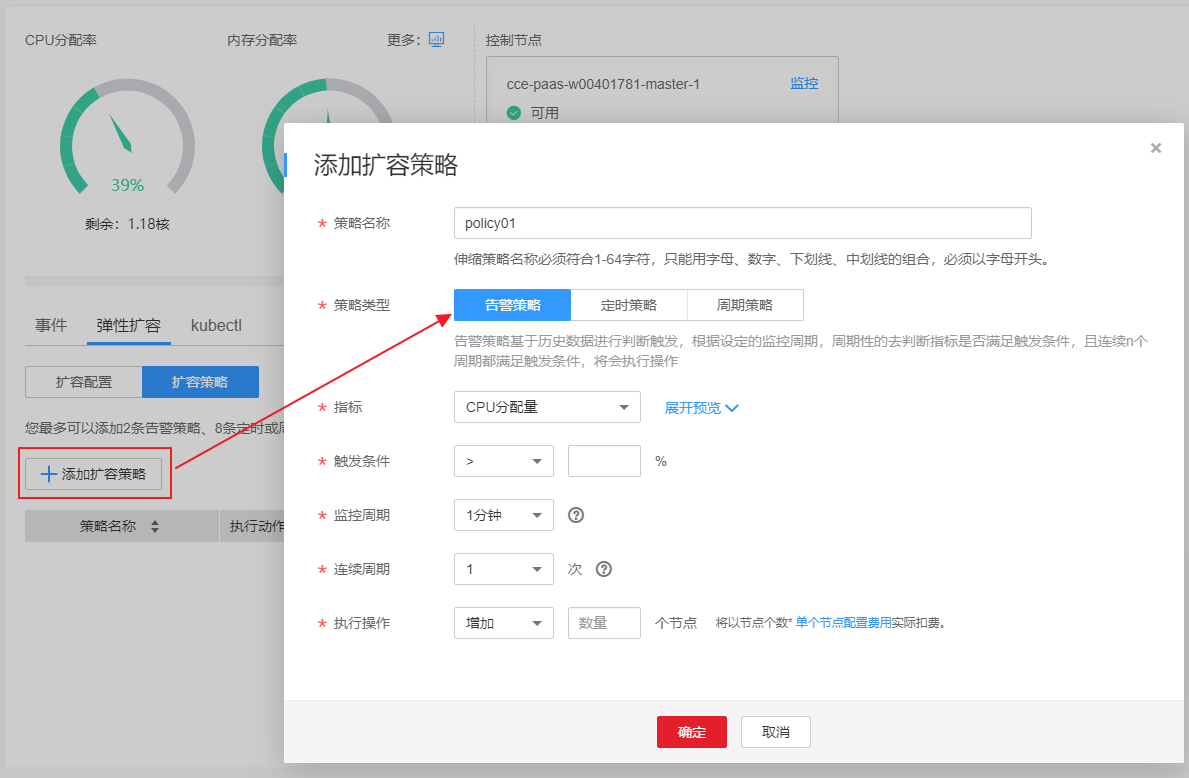 CPU分配率
内存分配率
更多：
控制节点
cce-paas-w00401781-master-1
监控
可用
39%
剩余：1.18核
事件
弹性扩容
kubectl
扩容配置
扩容策略
您最多可以添加2条告警策略、8条定时或
添加扩容策略
策略名称
执行动作
添加扩容策略
×
* 策略名称
policy01
伸缩策略名称必须符合1-64字符，只能用字母、数字、下划线、中划线的组合，必须以字母开头。
* 策略类型
告警策略
定时策略
周期策略
告警策略基于历史数据进行判断触发，根据设定的监控周期，周期性的去判断指标是否满足触发条件，且连续n个
周期都满足触发条件，将会执行操作
* 指标
CPU分配量
展开预览
* 触发条件
>
%
* 监控周期
1分钟
?
* 连续周期
1
次
?
* 执行操作
增加
数量
个节点
将以节点个数* 单个节点配置费用实际扣费。
确定
取消